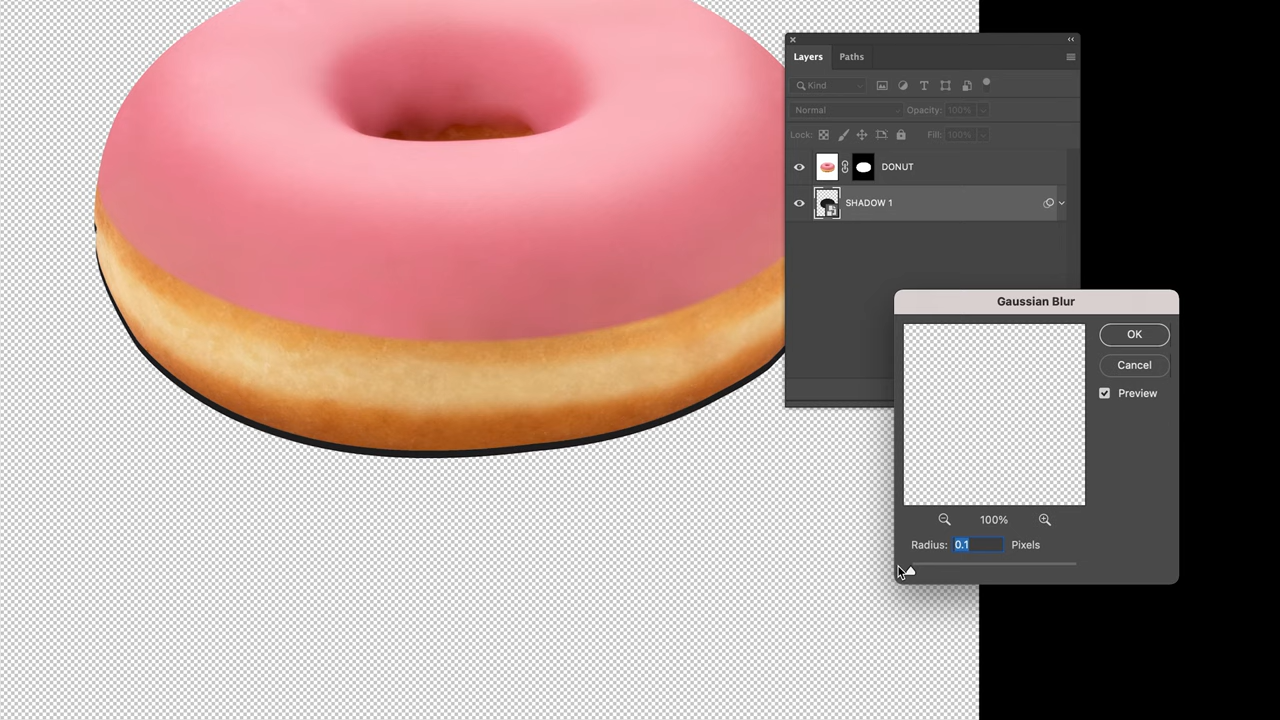 Layers Paths
Kind
Normal Opacity: 100%
Lock: Fill: 100%
DONUT
SHADOW 1
Gaussian Blur
OK
Cancel
Preview
100%
Radius: 0.1 Pixels